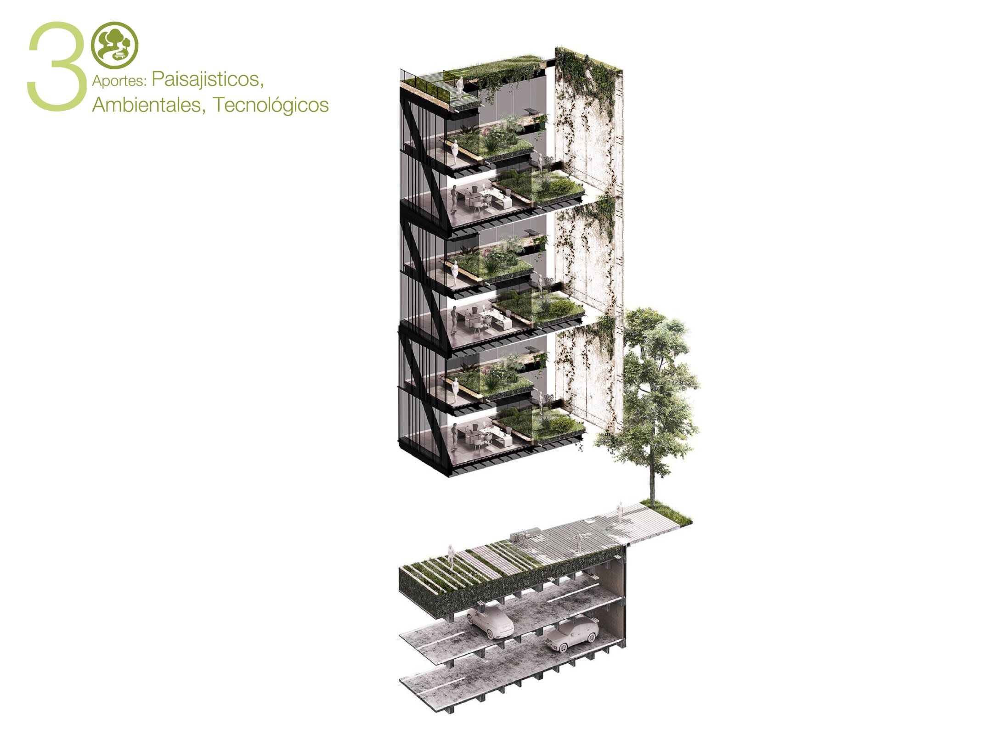 3
Aportes: Paisajisticos,
Ambientales, Tecnológicos